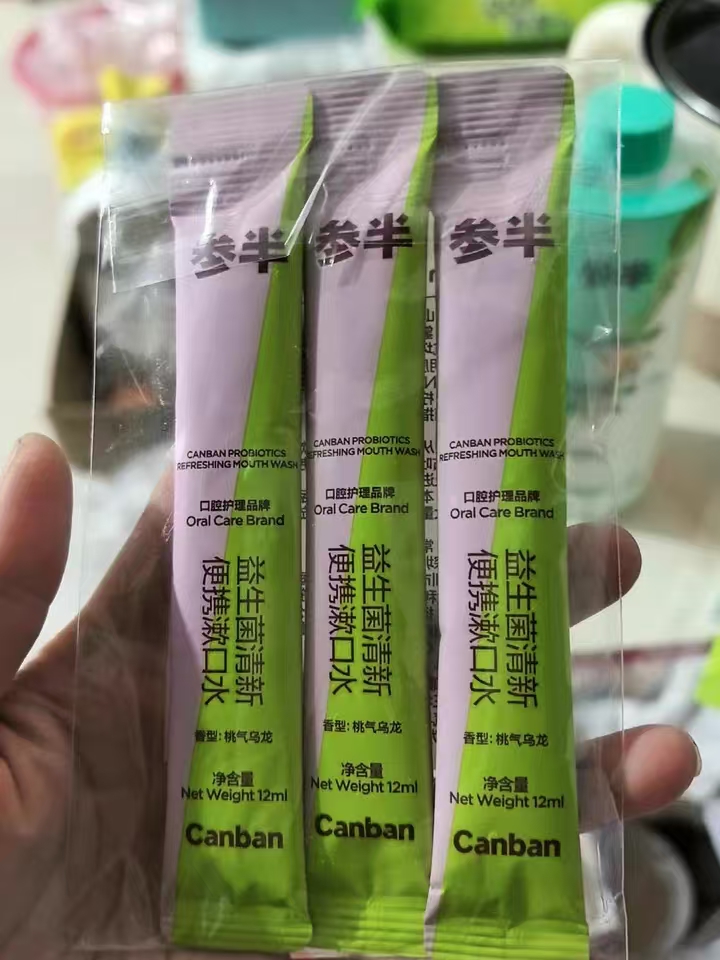 参半
CANBAN PROBIOTICS
REFRESHING MOUTH WASH
口腔护理品牌
Oral Care Brand
益生菌清新
便携漱口水
香型: 桃气乌龙
净含量
Net Weight 12ml
Canban
参半
CANBAN PROBIOTICS
REFRESHING MOUTH WASH
口腔护理品牌
Oral Care Brand
益生菌清新
便携漱口水
香型: 桃气乌龙
净含量
Net Weight 12ml
Canban
参半
CANBAN PROBIOTICS
REFRESHING MOUTH WASH
口腔护理品牌
Oral Care Brand
益生菌清新
便携漱口水
香型: 桃气乌龙
净含量
Net Weight 12ml
Canban